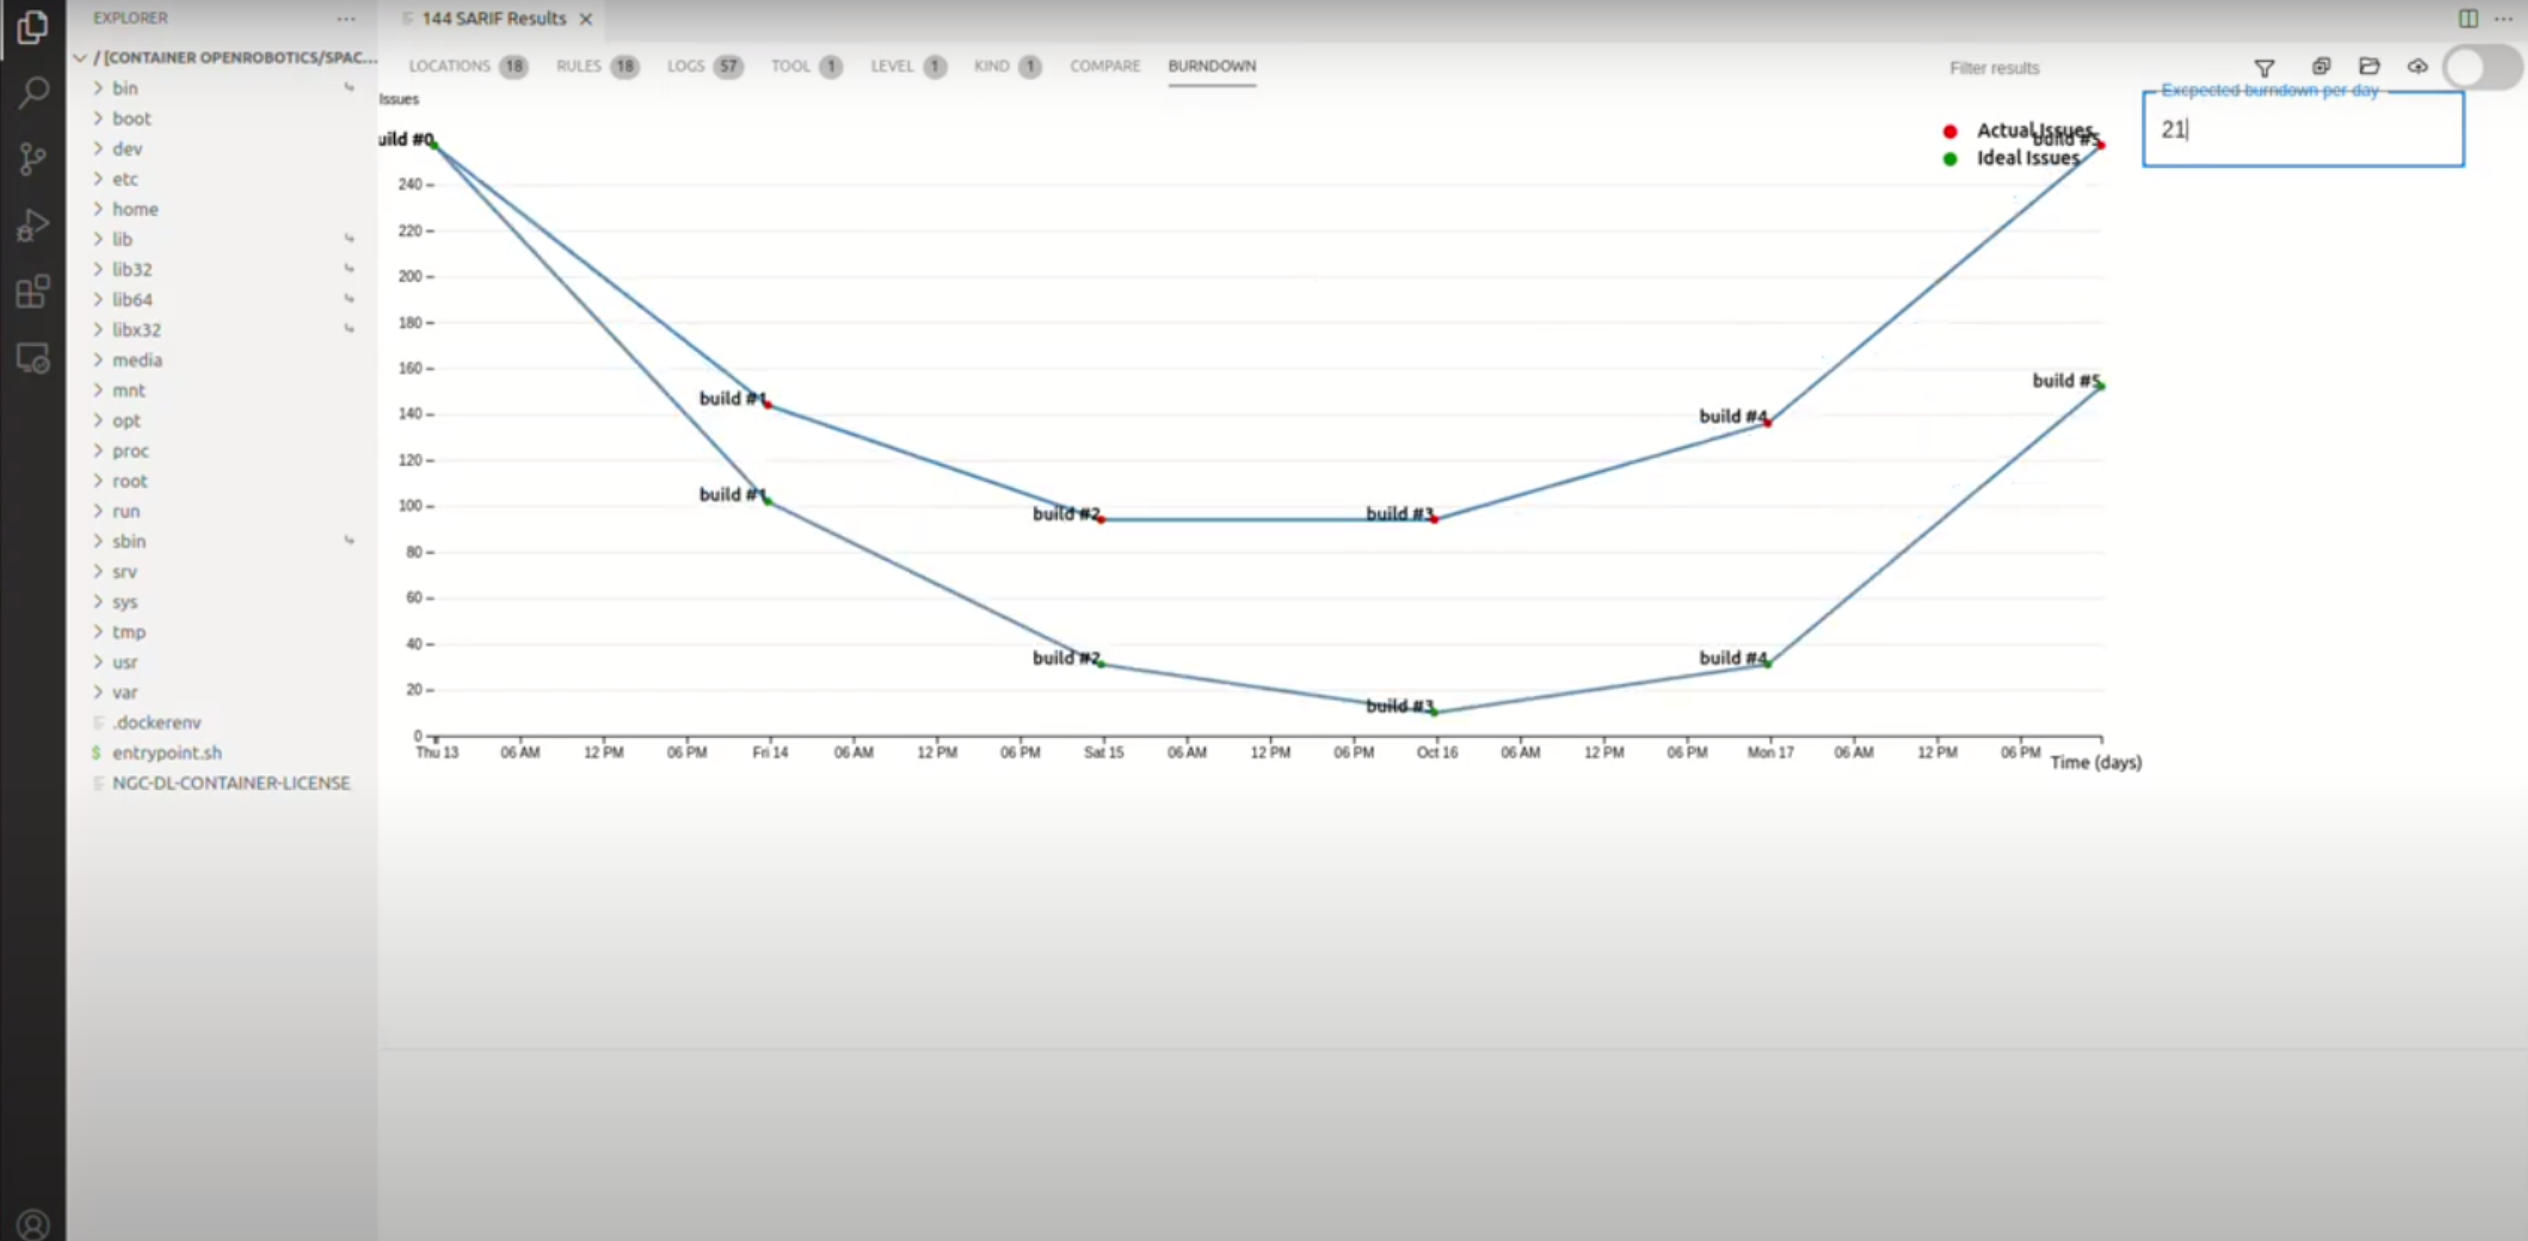 EXPLORER
144 SARIF Results
/ [CONTAINER OPENROBOTICS/SPAC...
bin
boot
dev
etc
home
lib
lib32
lib64
libx32
media
mnt
opt
proc
root
run
sbin
srv
sys
tmp
usr
var
.dockerenv
$ entrypoint.sh
NGC-DL-CONTAINER-LICENSE
LOCATIONS 18 RULES 18 LOGS 57 TOOL 1 LEVEL 1 KIND 1 COMPARE BURNDOWN
Filter results
Excpected burndown per day
21
Issues
Actual Issues
Ideal Issues
uild #0
build #1
build #2
build #3
build #4
build #5
build #1
build #2
build #3
build #4
build #5
240
220
200
180
160
140
120
100
80
60
40
20
0
Thu 13 06 AM 12 PM 06 PM Fri 14 06 AM 12 PM 06 PM Sat 15 06 AM 12 PM 06 PM Oct 16 06 AM 12 PM 06 PM Mon 17 06 AM 12 PM 06 PM
Time (days)